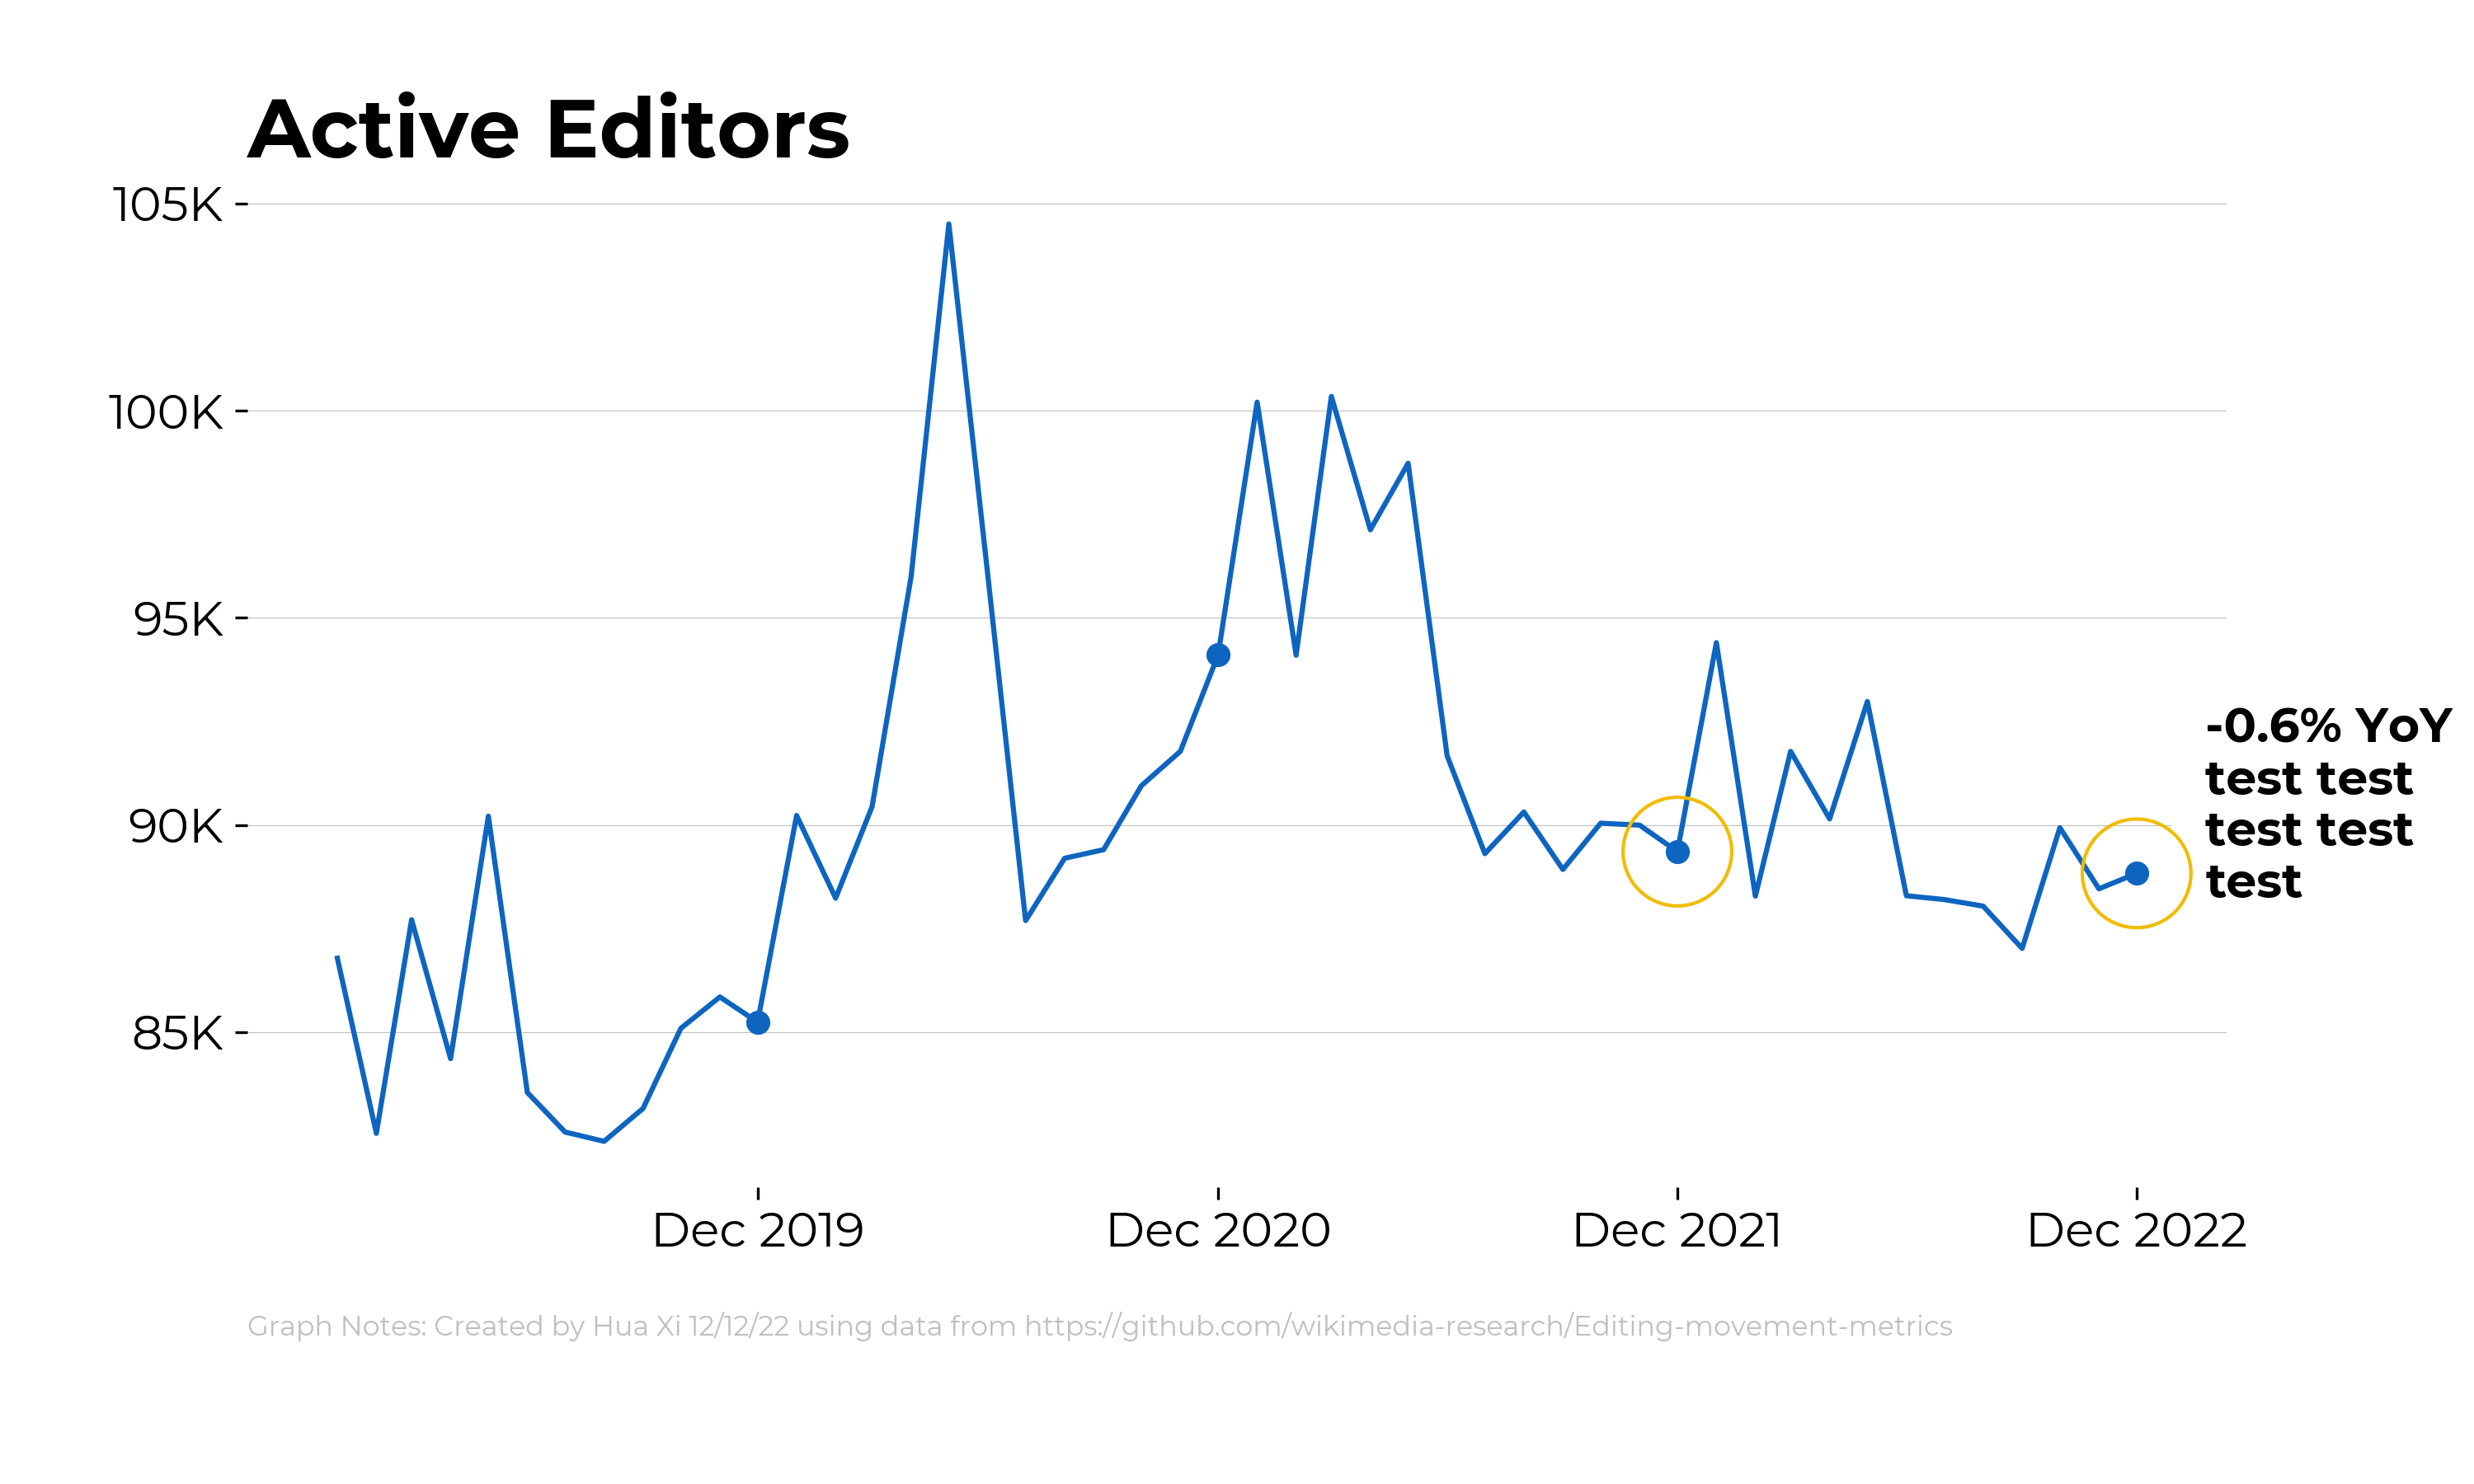 Active Editors
105K
100K
95K
90K
85K
-0.6% YoY
test test
test test
test
Dec 2019
Dec 2020
Dec 2021
Dec 2022
Graph Notes: Created by Hua Xi 12/12/22 using data from https://github.com/wikimedia-research/Editing-movement-metrics